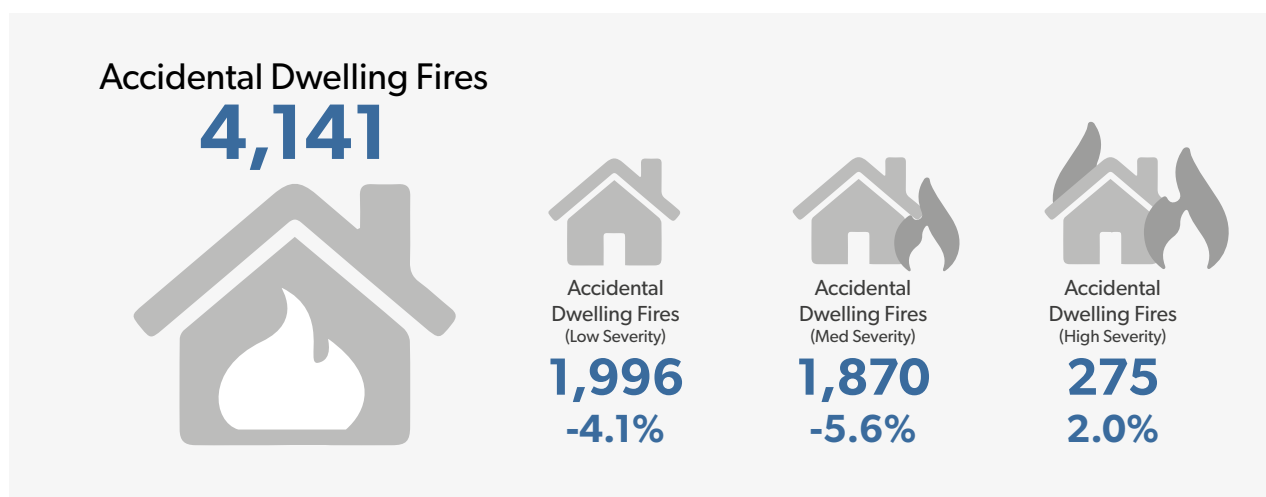 Accidental Dwelling Fires
4,141
Accidental
Dwelling Fires
(Low Severity)
1,996
-4.1%
Accidental
Dwelling Fires
(Med Severity)
1,870
-5.6%
Accidental
Dwelling Fires
(High Severity)
275
2.0%